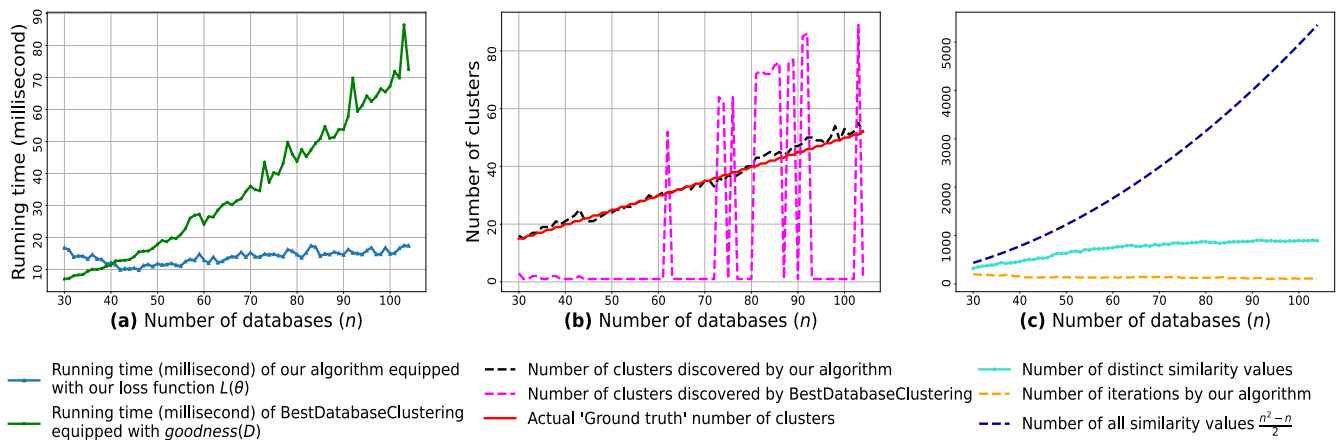 Running time (millisecond)
90
80
70
60
50
40
30
20
10
30 40 50 60 70 80 90 100
(a) Number of databases (n)
Number of clusters
80
60
40
20
0
30 40 50 60 70 80 90 100
(b) Number of databases (n)
5000
4000
3000
2000
1000
0
30 40 50 60 70 80 90 100
(c) Number of databases (n)
Running time (millisecond) of our algorithm equipped
with our loss function L(θ)
Running time (millisecond) of BestDatabaseClustering
equipped with goodness(D)
Number of clusters discovered by our algorithm
Number of clusters discovered by BestDatabaseClustering
Actual 'Ground truth' number of clusters
Number of distinct similarity values
Number of iterations by our algorithm
Number of all similarity values n²−n/2